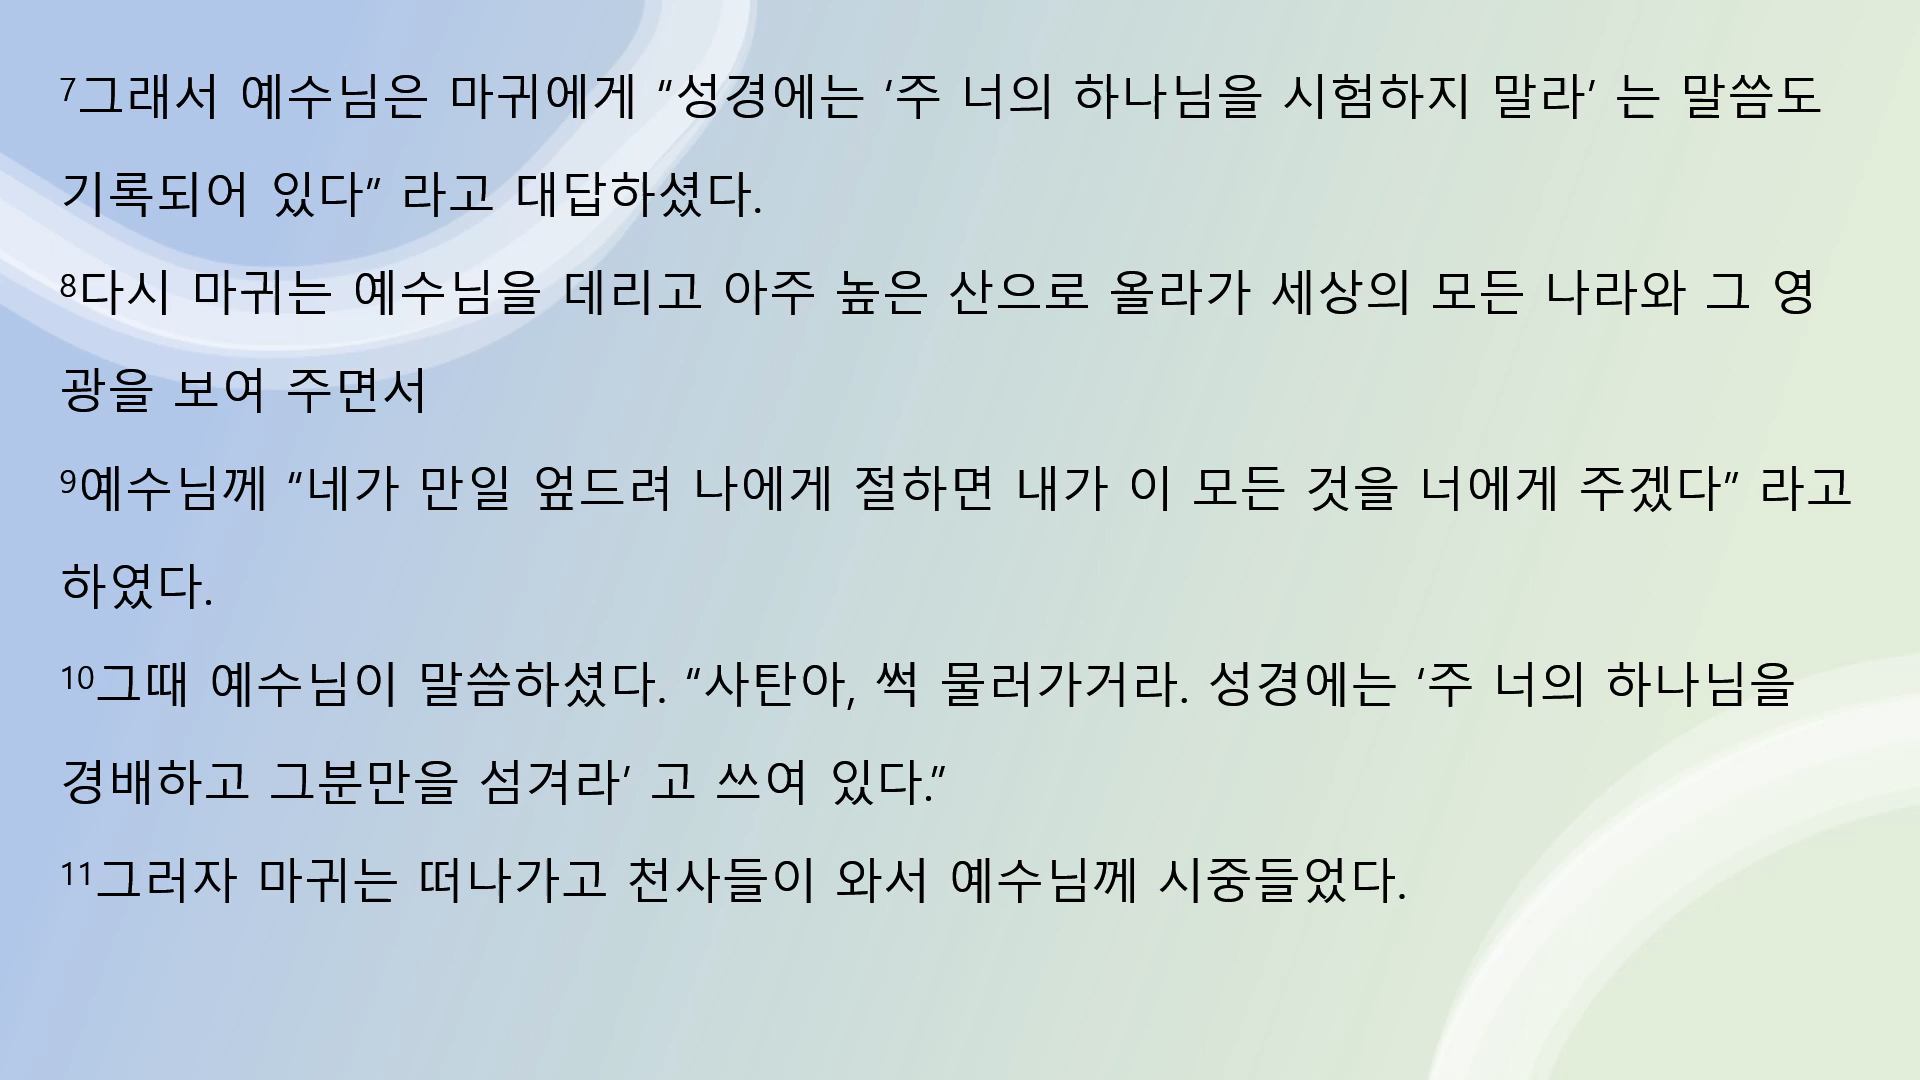 7그래서 예수님은 마귀에게 “성경에는 ‘주 너의 하나님을 시험하지 말라’ 는 말씀도
기록되어 있다” 라고 대답하셨다.
8다시 마귀는 예수님을 데리고 아주 높은 산으로 올라가 세상의 모든 나라와 그 영
광을 보여 주면서
9예수님께 “네가 만일 엎드려 나에게 절하면 내가 이 모든 것을 너에게 주겠다” 라고
하였다.
10그때 예수님이 말씀하셨다. “사탄아, 썩 물러가거라. 성경에는 ‘주 너의 하나님을
경배하고 그분만을 섬겨라’ 고 쓰여 있다.”
11그러자 마귀는 떠나가고 천사들이 와서 예수님께 시중들었다.